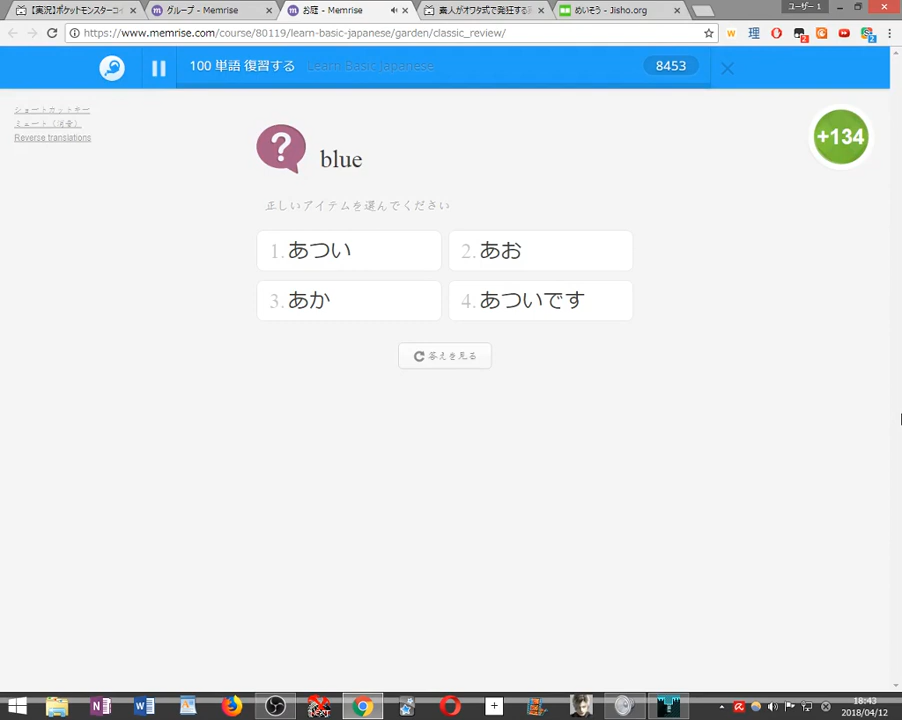 【実況】ポケットモンスターコイ
グループ - Memrise
お暦 - Memrise
素人がオワタ式で発狂する
めいそう - Jisho.org
ユーザー 1
https://www.memrise.com/course/80119/learn-basic-japanese/garden/classic_review/
100 単語 復習する Learn Basic Japanese 8453
ショートカットキー
ミュート（消音）
Reverse translations
+134
? blue
正しいアイテムを選んでください
1. あつい 2. あお
3. あか 4. あついです
答えを見る
18:43
2018/04/12